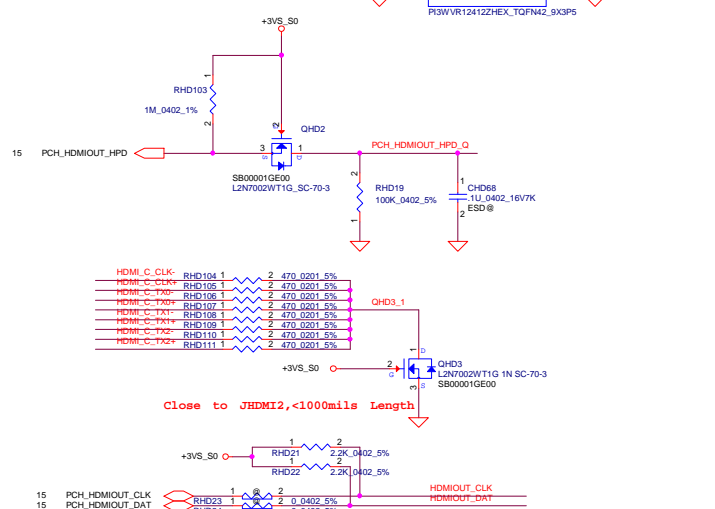 PI3WVR12412ZHEX_TQFN42_9X3P5
+3VS_S0
1
RHD103
1M_0402_1%
2
2
QHD2
15 PCH_HDMIOUT_HPD
3 1
S D
PCH_HDMIOUT_HPD_Q
SB00001GE00
L2N7002WT1G_SC-70-3
2
RHD19
100K_0402_5%
1
1
CHD68
.1U_0402_16V7K
2
ESD@
HDMI_C_CLK- RHD104 1 2 470_0201_5%
HDMI_C_CLK+ RHD105 1 2 470_0201_5%
HDMI_C_TX0- RHD106 1 2 470_0201_5%
HDMI_C_TX0+ RHD107 1 2 470_0201_5%
HDMI_C_TX1- RHD108 1 2 470_0201_5%
HDMI_C_TX1+ RHD109 1 2 470_0201_5%
HDMI_C_TX2- RHD110 1 2 470_0201_5%
HDMI_C_TX2+ RHD111 1 2 470_0201_5%
QHD3_1
1 D
+3VS_S0 2 G
QHD3
L2N7002WT1G 1N SC-70-3
SB00001GE00
3 S
Close to JHDMI2,<1000mils Length
+3VS_S0
1 2
RHD21 2.2K_0402_5%
1 2
RHD22 2.2K_0402_5%
15 PCH_HDMIOUT_CLK 1 @ 2 HDMIOUT_CLK
15 PCH_HDMIOUT_DAT RHD23 1 @ 2 0_0402_5% HDMIOUT_DAT